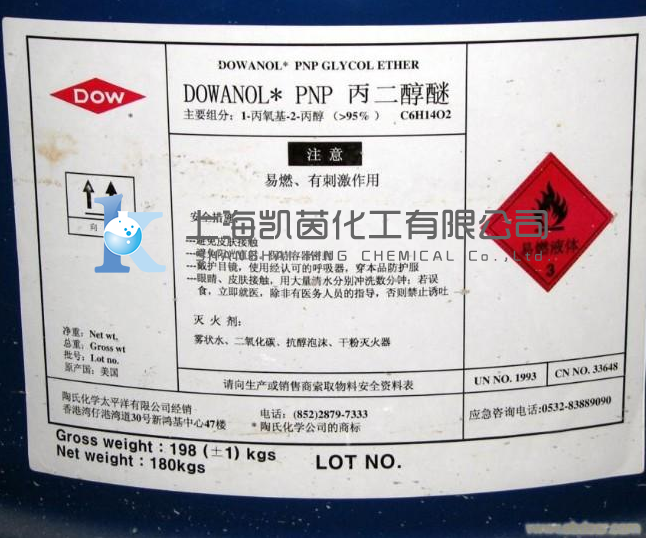 DOWANOL* PNP GLYCOL ETHER
DOW
DOWANOL* PNP 丙二醇醚
主要组分：1-丙氧基-2-丙醇（>95%） C6H14O2
注 意
易燃、有刺激作用
安全措施
上海凯茵化工有限公司
CHEMICAL Co.,
—避免皮肤接触
—戴护目镜，使用经认可的呼吸器，穿本品防护服
—眼睛、皮肤接触，用大量清水分别冲洗数分钟；若误
食，立即就医，除非有医务人员的指导，否则禁止诱吐
向
易燃液体
3
灭 火 剂：
雾状水、二氧化碳、抗醇泡沫、干粉灭火器
净重：Net wt.
总重：Gross wt
批号：Lot no.
原产国：美国
请向生产或销售商索取物料安全资料表
UN NO. 1993
CN NO. 33648
陶氏化学太平洋有限公司经销
香港湾仔港湾道30号新鸿基中心47楼
电话：(852)2879-7333
* 陶氏化学公司的商标
应急咨询电话:0532-83889090
Gross weight : 198 (±1) kgs
Net weight : 180kgs
LOT NO.